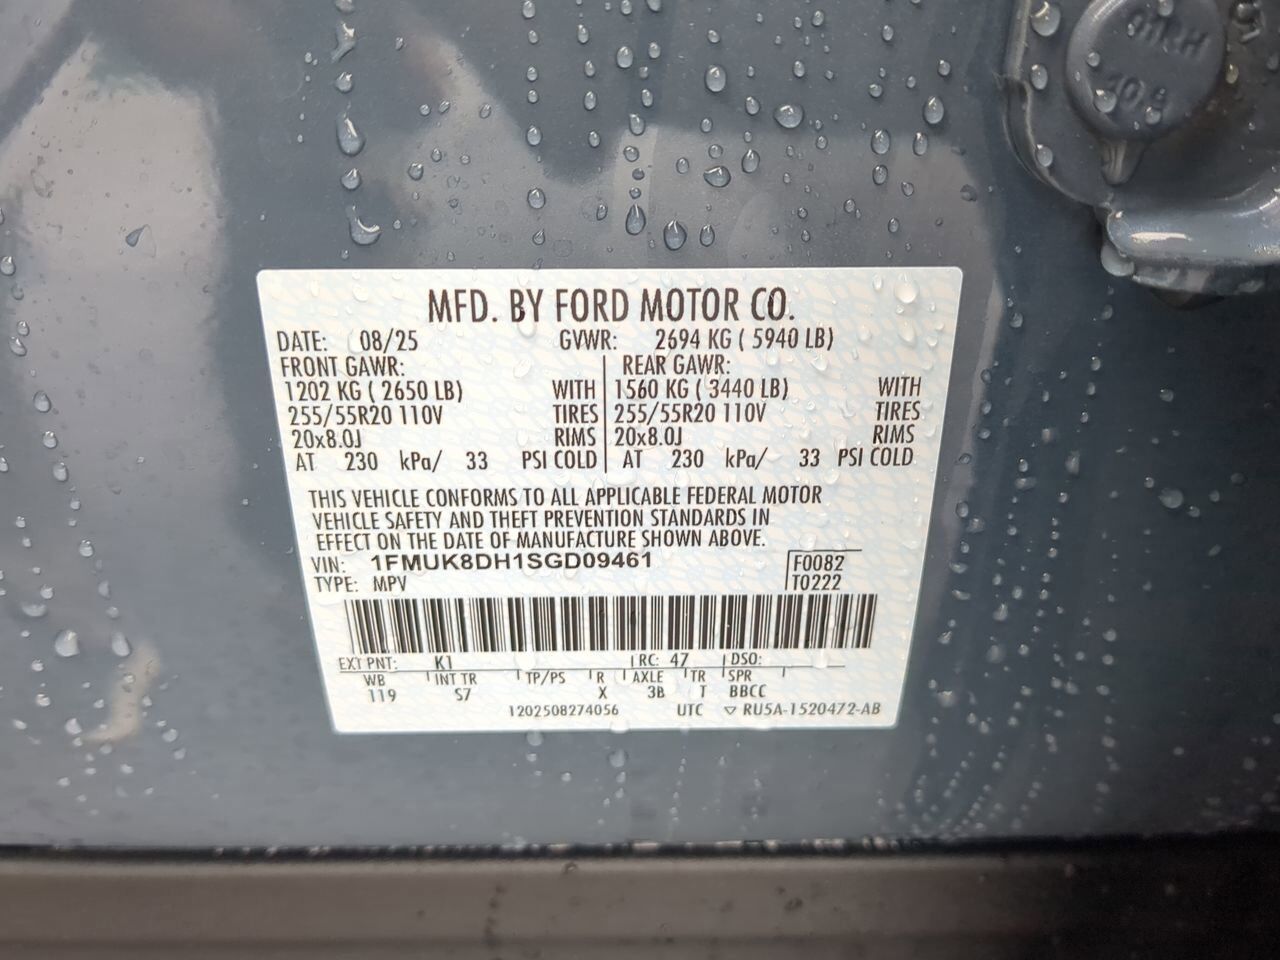 MFD. BY FORD MOTOR CO.
DATE: 08/25 GVWR: 2694 KG ( 5940 LB)
FRONT GAWR: REAR GAWR:
1202 KG ( 2650 LB) WITH 1560 KG ( 3440 LB) WITH
255/55R20 110V TIRES 255/55R20 110V TIRES
20x8.0J RIMS 20x8.0J RIMS
AT 230 kPa/ 33 PSI COLD AT 230 kPa/ 33 PSI COLD
THIS VEHICLE CONFORMS TO ALL APPLICABLE FEDERAL MOTOR
VEHICLE SAFETY AND THEFT PREVENTION STANDARDS IN
EFFECT ON THE DATE OF MANUFACTURE SHOWN ABOVE.
VIN: 1FMUK8DH1SGD09461 F0082
TYPE: MPV T0222
EXT PNT: K1 RC: 47 DSO:
WB INT TR TP/PS R AXLE TR SPR
119 S7 X 3B T BBCC
1202508274056 UTC ▽ RU5A-1520472-AB